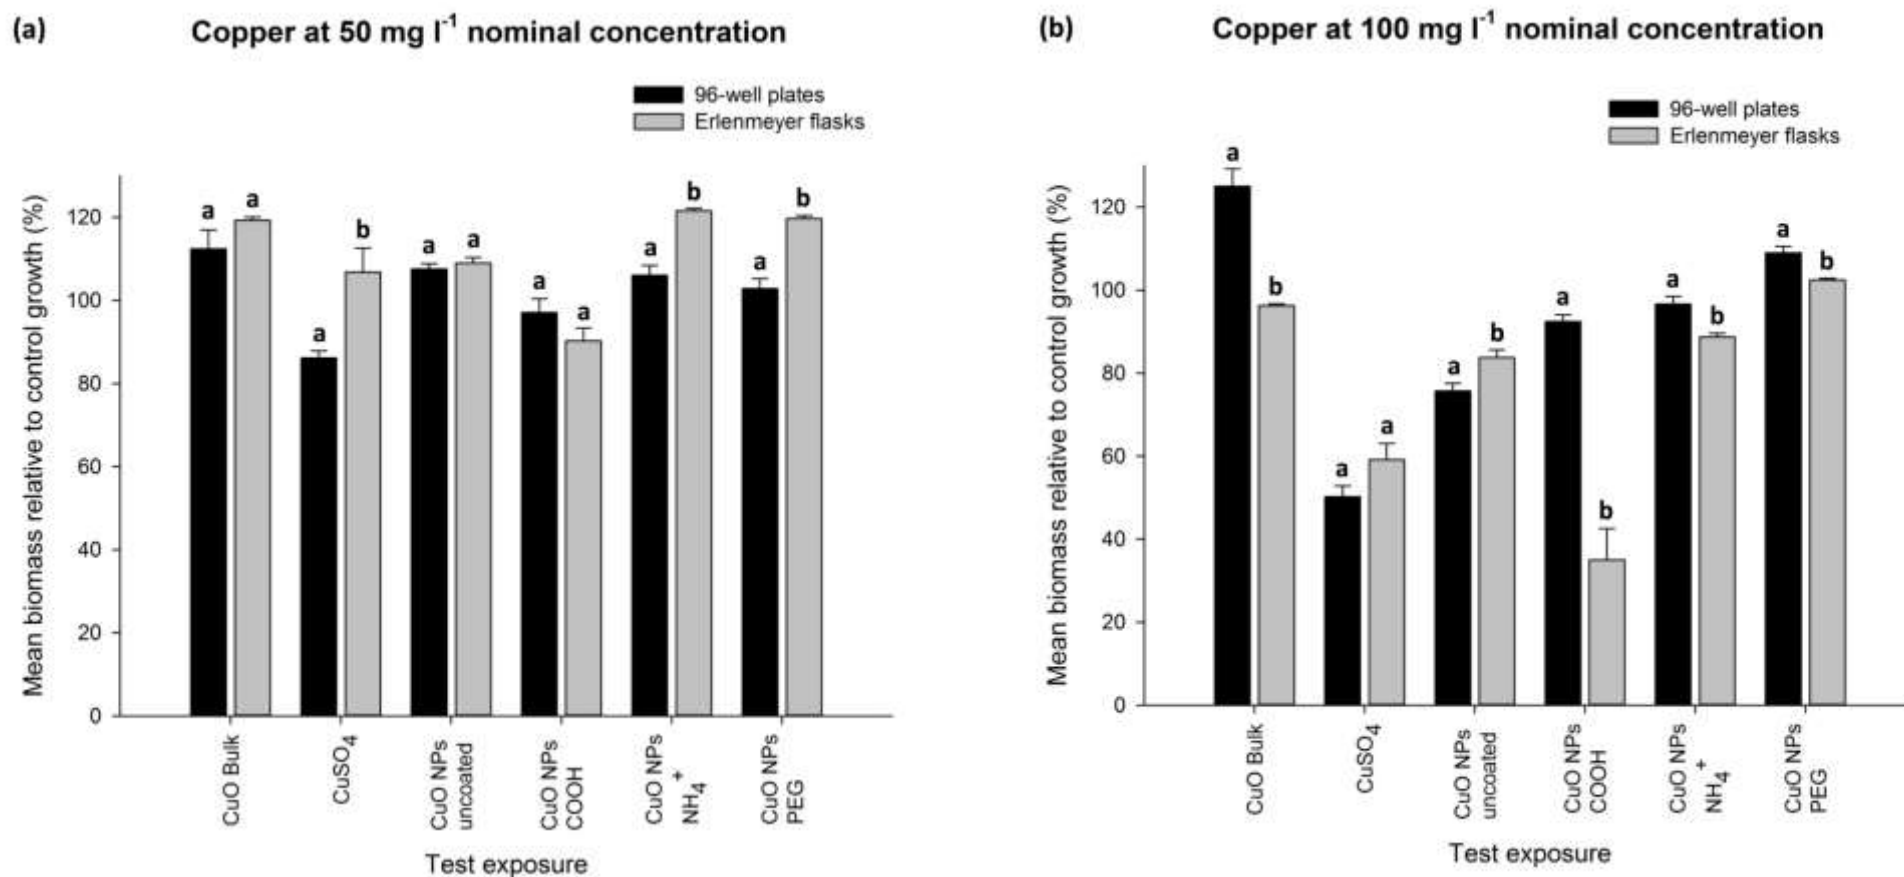 (a) Copper at 50 mg l⁻¹ nominal concentration
96-well plates
Erlenmeyer flasks
Mean biomass relative to control growth (%)
120
100
80
60
40
20
0
a a a b a a a a a b a b
CuO Bulk
CuSO₄
CuO NPs
uncoated
CuO NPs
COOH
CuO NPs
NH₄⁺
CuO NPs
PEG
Test exposure
(b) Copper at 100 mg l⁻¹ nominal concentration
96-well plates
Erlenmeyer flasks
Mean biomass relative to control growth (%)
120
100
80
60
40
20
0
a b a a a b a b a b a b
CuO Bulk
CuSO₄
CuO NPs
uncoated
CuO NPs
COOH
CuO NPs
NH₄⁺
CuO NPs
PEG
Test exposure